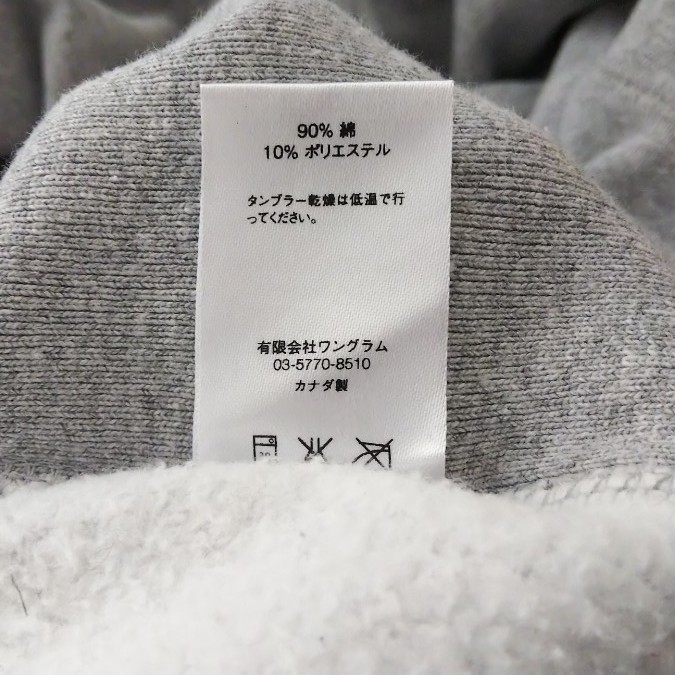 90% 綿
10% ポリエステル
タンブラー乾燥は低温で行
ってください。
有限会社ワングラム
03-5770-8510
カナダ製